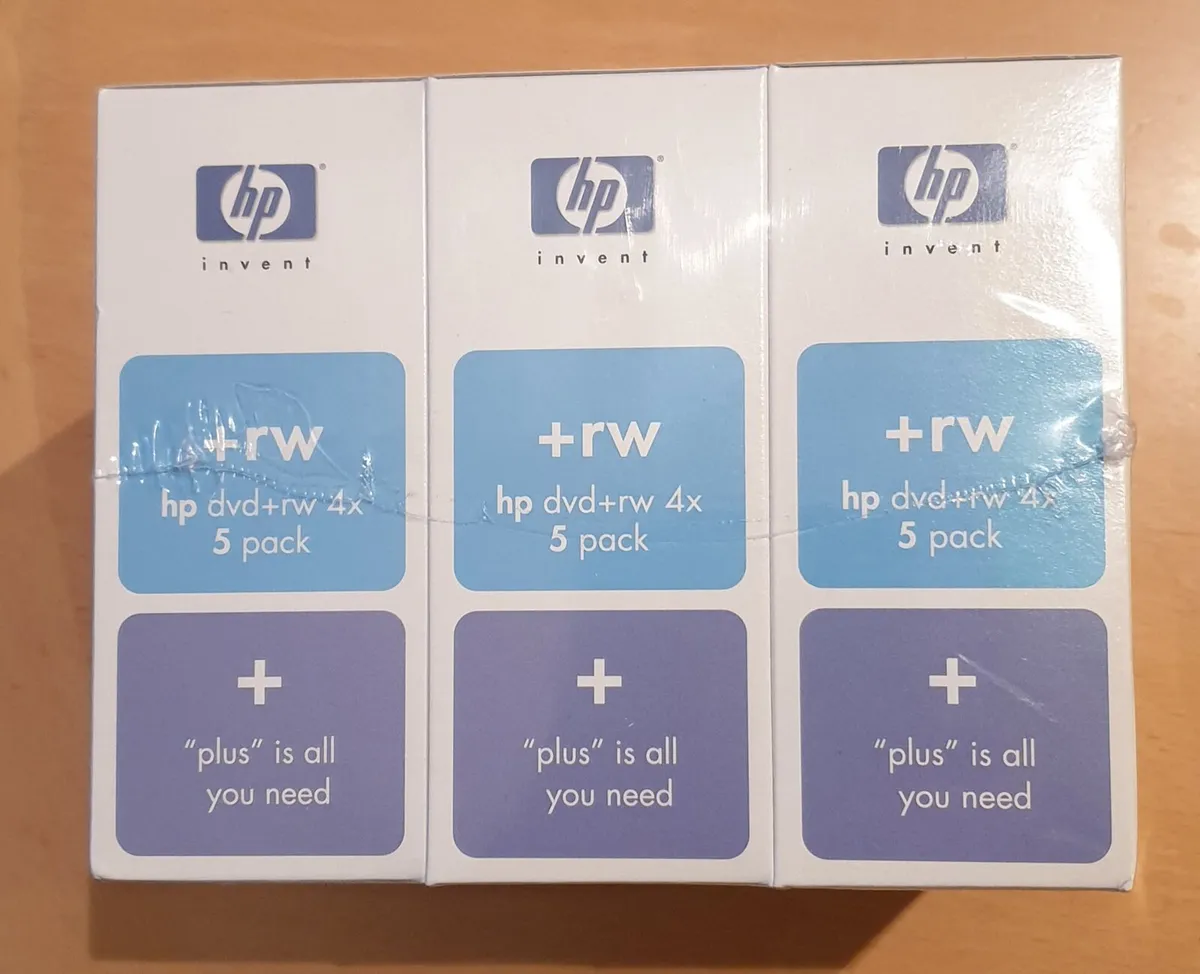 hp
invent
+rw
hp dvd+rw 4x
5 pack
+
“plus” is all
you need
hp
invent
+rw
hp dvd+rw 4x
5 pack
+
“plus” is all
you need
hp
invent
+rw
hp dvd+rw 4x
5 pack
+
“plus” is all
you need